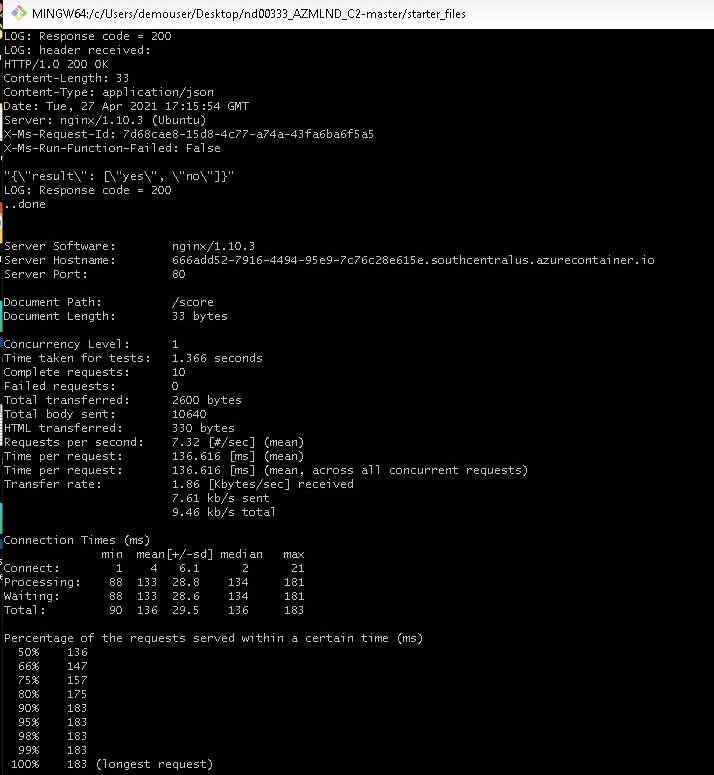 MINGW64:/c/Users/demouser/Desktop/nd00333_AZMLND_C2-master/starter_files
LOG: Response code = 200
LOG: header received:
HTTP/1.0 200 OK
Content-Length: 33
Content-Type: application/json
Date: Tue, 27 Apr 2021 17:15:54 GMT
Server: nginx/1.10.3 (Ubuntu)
X-Ms-Request-Id: 7d68cae8-15d8-4c77-a74a-43fa6ba6f5a5
X-Ms-Run-Function-Failed: False
"{\"result\": [\"yes\", \"no\"]}"
LOG: Response code = 200
..done
Server Software: nginx/1.10.3
Server Hostname: 666add52-7916-4494-95e9-7c76c28e615e.southcentralus.azurecontainer.io
Server Port: 80
Document Path: /score
Document Length: 33 bytes
Concurrency Level: 1
Time taken for tests: 1.366 seconds
Complete requests: 10
Failed requests: 0
Total transferred: 2600 bytes
Total body sent: 10640
HTML transferred: 330 bytes
Requests per second: 7.32 [#/sec] (mean)
Time per request: 136.616 [ms] (mean)
Time per request: 136.616 [ms] (mean, across all concurrent requests)
Transfer rate: 1.86 [Kbytes/sec] received
7.61 kb/s sent
9.46 kb/s total
Connection Times (ms)
min mean[+/-sd] median max
Connect: 1 4 6.1 2 21
Processing: 88 133 28.8 134 181
Waiting: 88 133 28.6 134 181
Total: 90 136 29.5 136 183
Percentage of the requests served within a certain time (ms)
50% 136
66% 147
75% 157
80% 175
90% 183
95% 183
98% 183
99% 183
100% 183 (longest request)